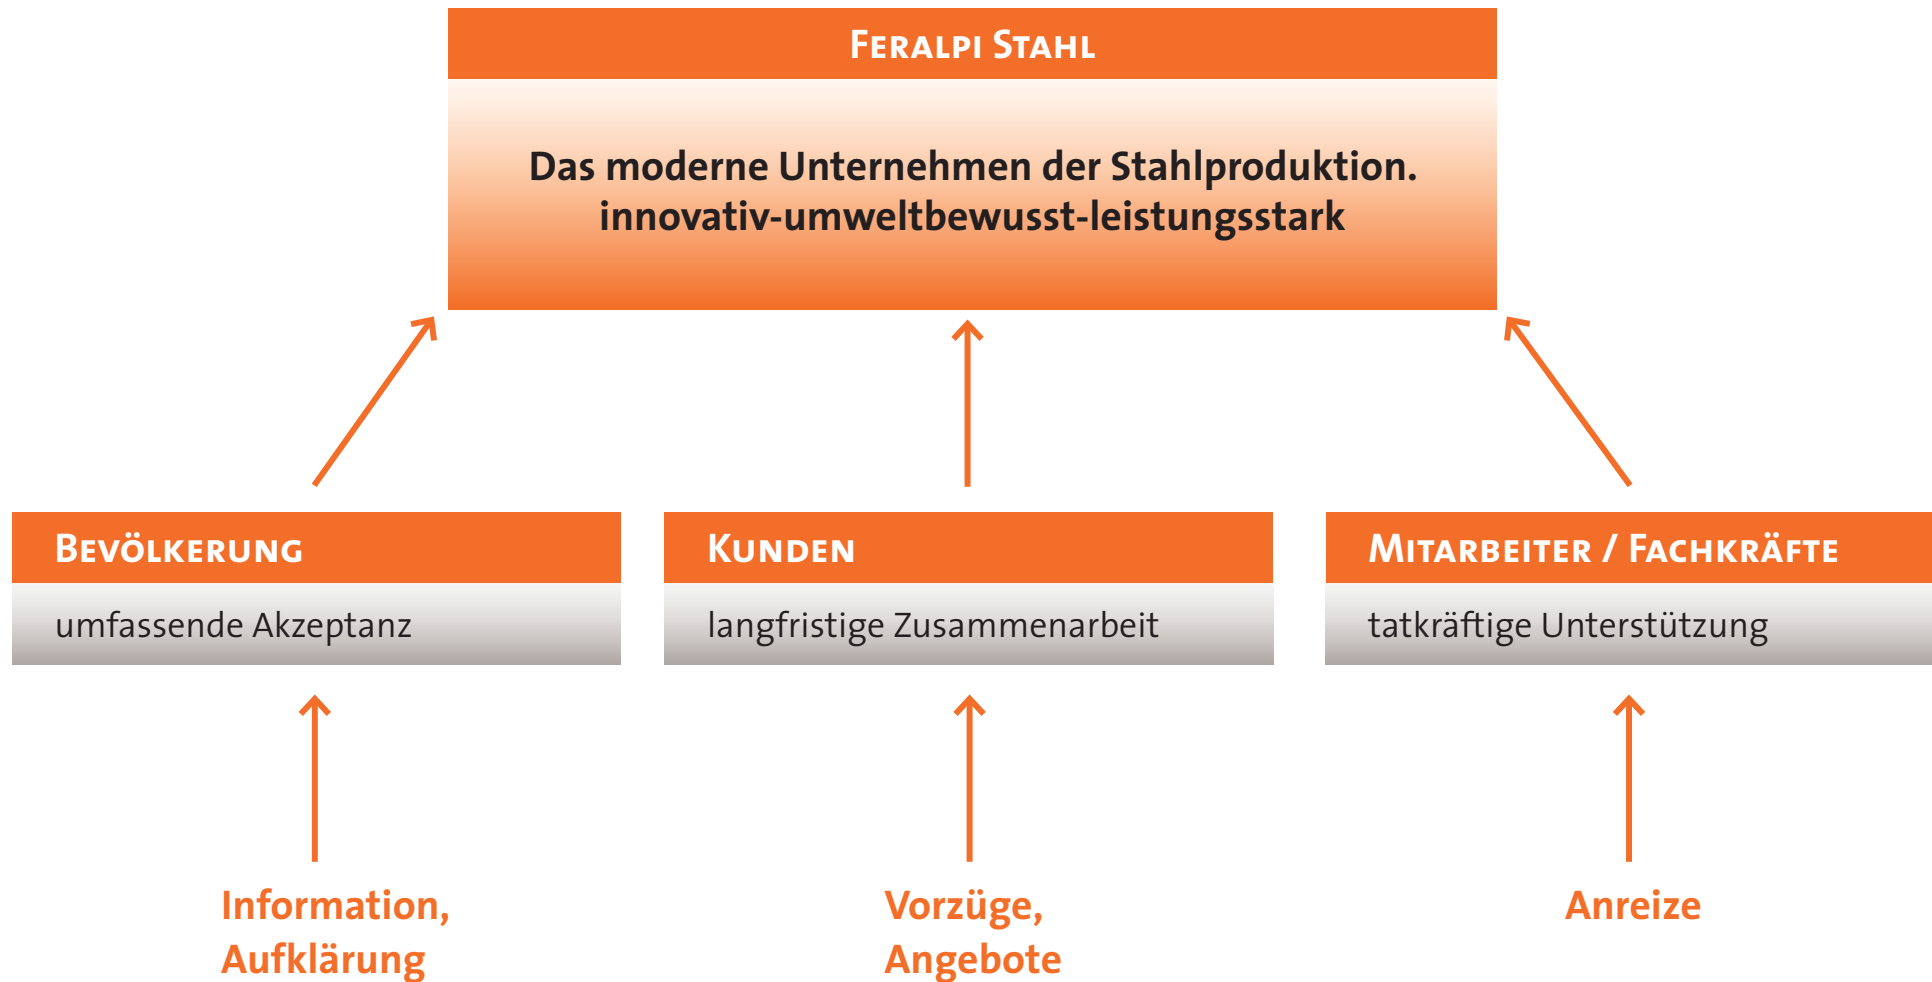 FERALPI STAHL
Das moderne Unternehmen der Stahlproduktion.
innovativ-umweltbewusst-leistungsstark
BEVÖLKERUNG
umfassende Akzeptanz
KUNDEN
langfristige Zusammenarbeit
MITARBEITER / FACHKRÄFTE
tatkräftige Unterstützung
Information,
Aufklärung
Vorzüge,
Angebote
Anreize